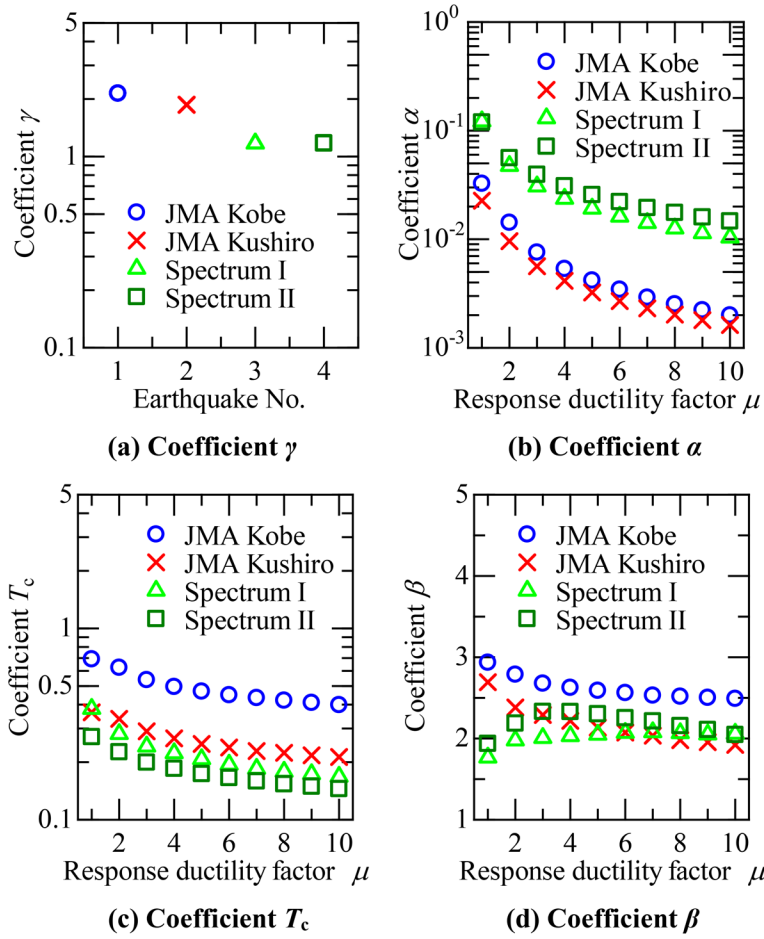 5
1
0.5
0.1
Coefficient γ
JMA Kobe
JMA Kushiro
Spectrum I
Spectrum II
1 2 3 4
Earthquake No.
(a) Coefficient γ
10⁰
10⁻¹
10⁻²
10⁻³
Coefficient α
JMA Kobe
JMA Kushiro
Spectrum I
Spectrum II
2 4 6 8 10
Response ductility factor μ
(b) Coefficient α
5
1
0.5
0.1
Coefficient Tc
JMA Kobe
JMA Kushiro
Spectrum I
Spectrum II
2 4 6 8 10
Response ductility factor μ
(c) Coefficient Tc
5
4
3
2
1
Coefficient β
JMA Kobe
JMA Kushiro
Spectrum I
Spectrum II
2 4 6 8 10
Response ductility factor μ
(d) Coefficient β